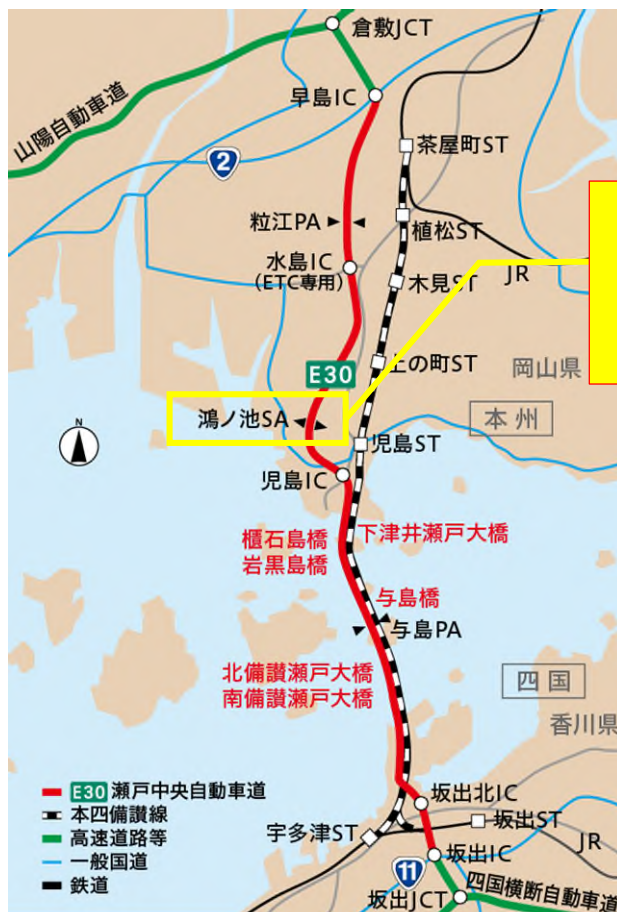 倉敷JCT
早島IC
山陽自動車道
2
茶屋町ST
粒江PA
植松ST
水島IC
(ETC専用)
木見ST
JR
E30
上の町ST
岡山県
鴻ノ池SA
本州
N
児島ST
児島IC
櫃石島橋
岩黒島橋
下津井瀬戸大橋
与島橋
与島PA
北備讃瀬戸大橋
南備讃瀬戸大橋
四国
香川県
E30 瀬戸中央自動車道
本四備讃線
高速道路等
一般国道
鉄道
坂出北IC
宇多津ST
坂出ST
JR
坂出IC
11
坂出JCT
四国横断自動車道